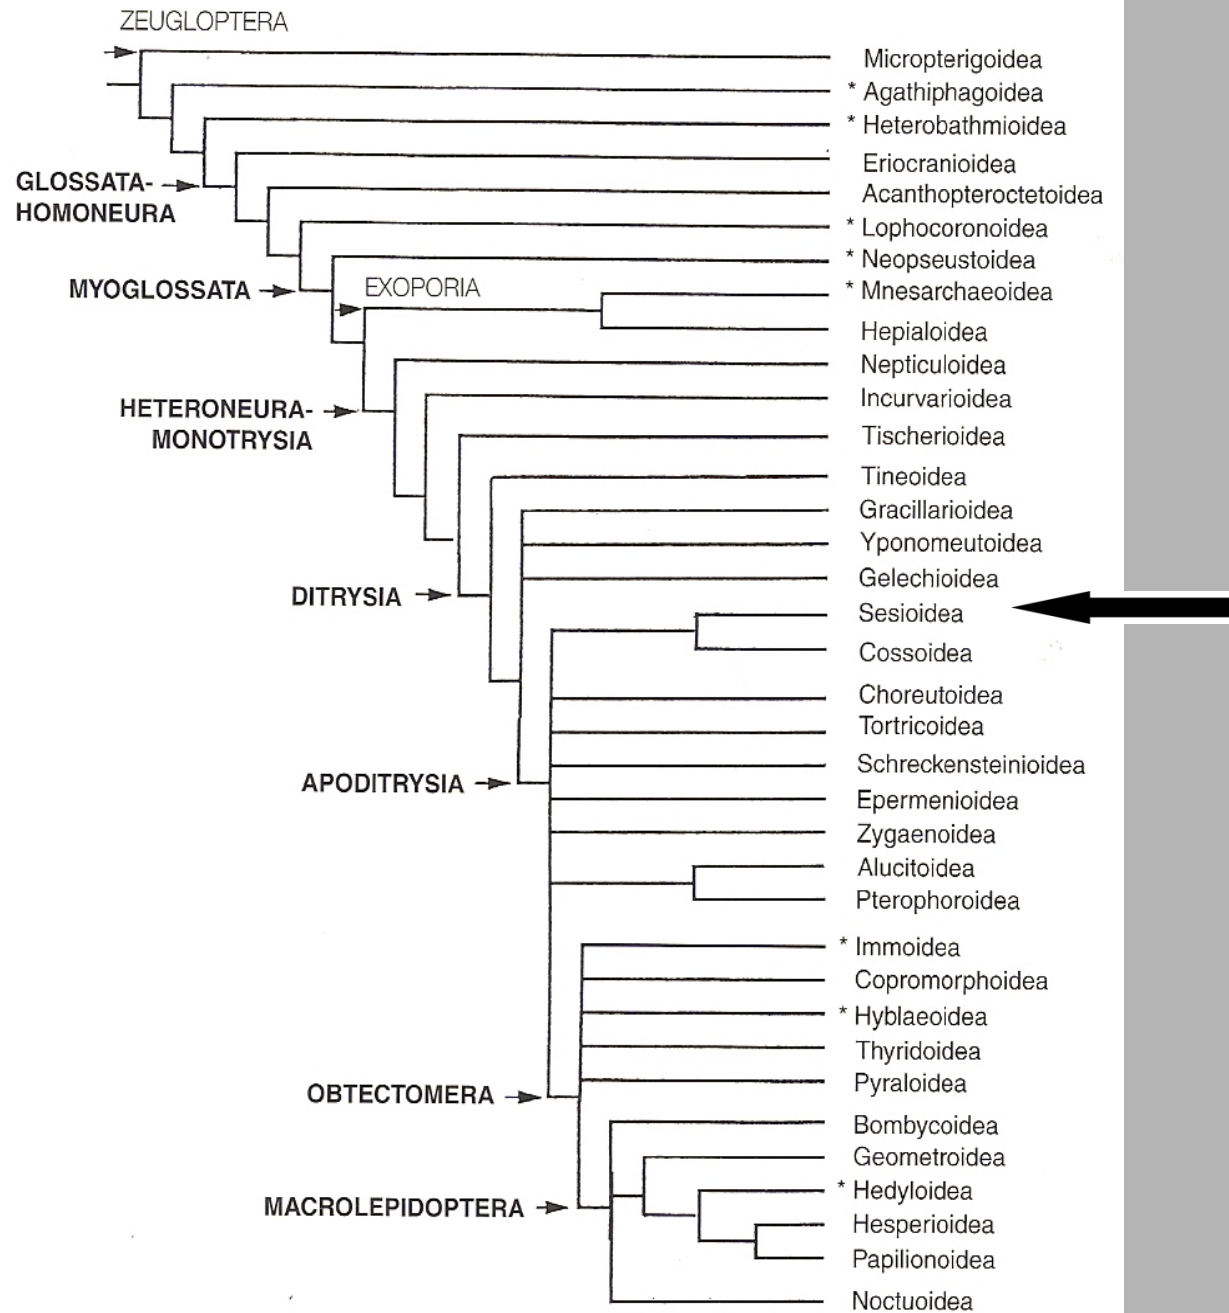 ZEUGLOPTERA
Micropterigoidea
* Agathiphagoidea
* Heterobathmioidea
Eriocranioidea
GLOSSATA-
HOMONEURA
Acanthopteroctetoidea
* Lophocoronoidea
* Neopseustoidea
MYOGLOSSATA
EXOPORIA
* Mnesarchaeoidea
Hepialoidea
Nepticuloidea
HETERONEURA-
MONOTRYSIA
Incurvarioidea
Tischerioidea
Tineoidea
Gracillarioidea
Yponomeutoidea
Gelechioidea
DITRYSIA
Sesioidea
Cossoidea
Choreutoidea
Tortricoidea
Schreckensteinioidea
APODITRYSIA
Epermenioidea
Zygaenoidea
Alucitoidea
Pterophoroidea
* Immoidea
Copromorphoidea
* Hyblaeoidea
Thyridoidea
Pyraloidea
OBTECTOMERA
Bombycoidea
Geometroidea
* Hedyloidea
MACROLEPIDOPTERA
Hesperioidea
Papilionoidea
Noctuoidea